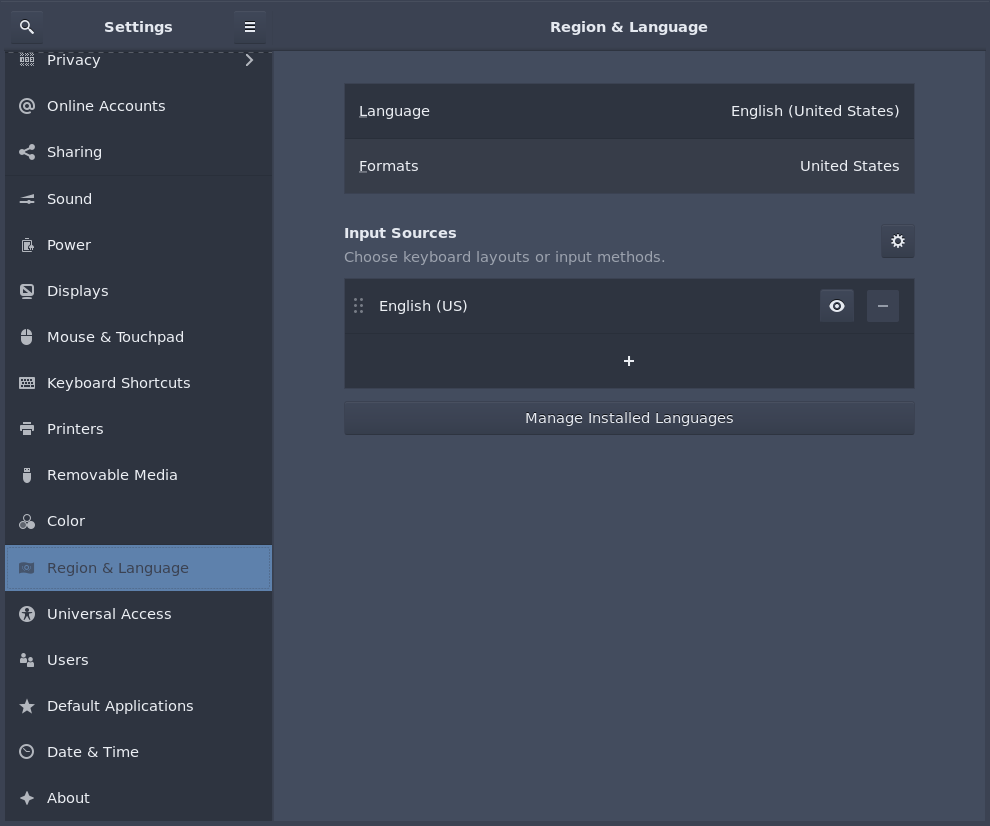 Settings
Region & Language
Privacy
Online Accounts
Sharing
Sound
Power
Displays
Mouse & Touchpad
Keyboard Shortcuts
Printers
Removable Media
Color
Region & Language
Universal Access
Users
Default Applications
Date & Time
About
Language English (United States)
Formats United States
Input Sources
Choose keyboard layouts or input methods.
English (US)
Manage Installed Languages